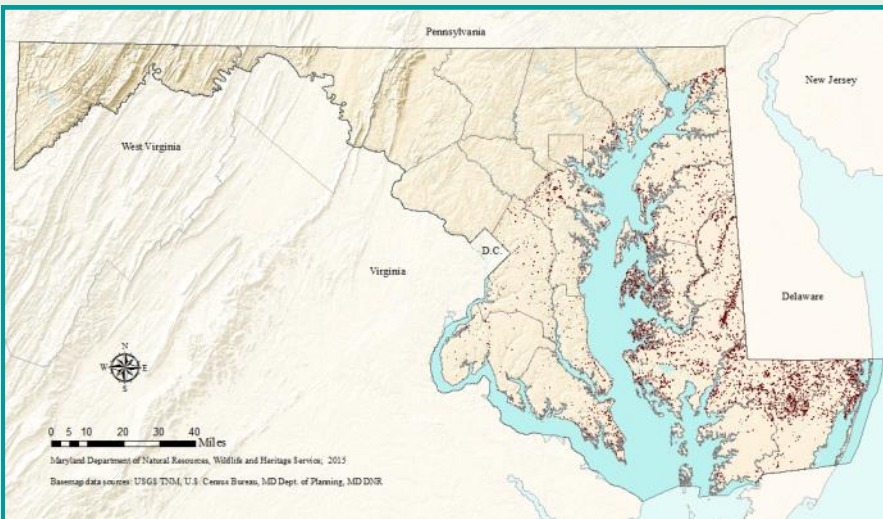 Pennsylvania
New Jersey
West Virginia
D.C.
Virginia
Delaware
N
W E
S
0 5 10 20 30 40
Miles
Maryland Department of Natural Resources, Wildlife and Heritage Service; 2015
Basemap data sources: USGS TNM, U.S. Census Bureau, MD Dept. of Planning, MD DNR